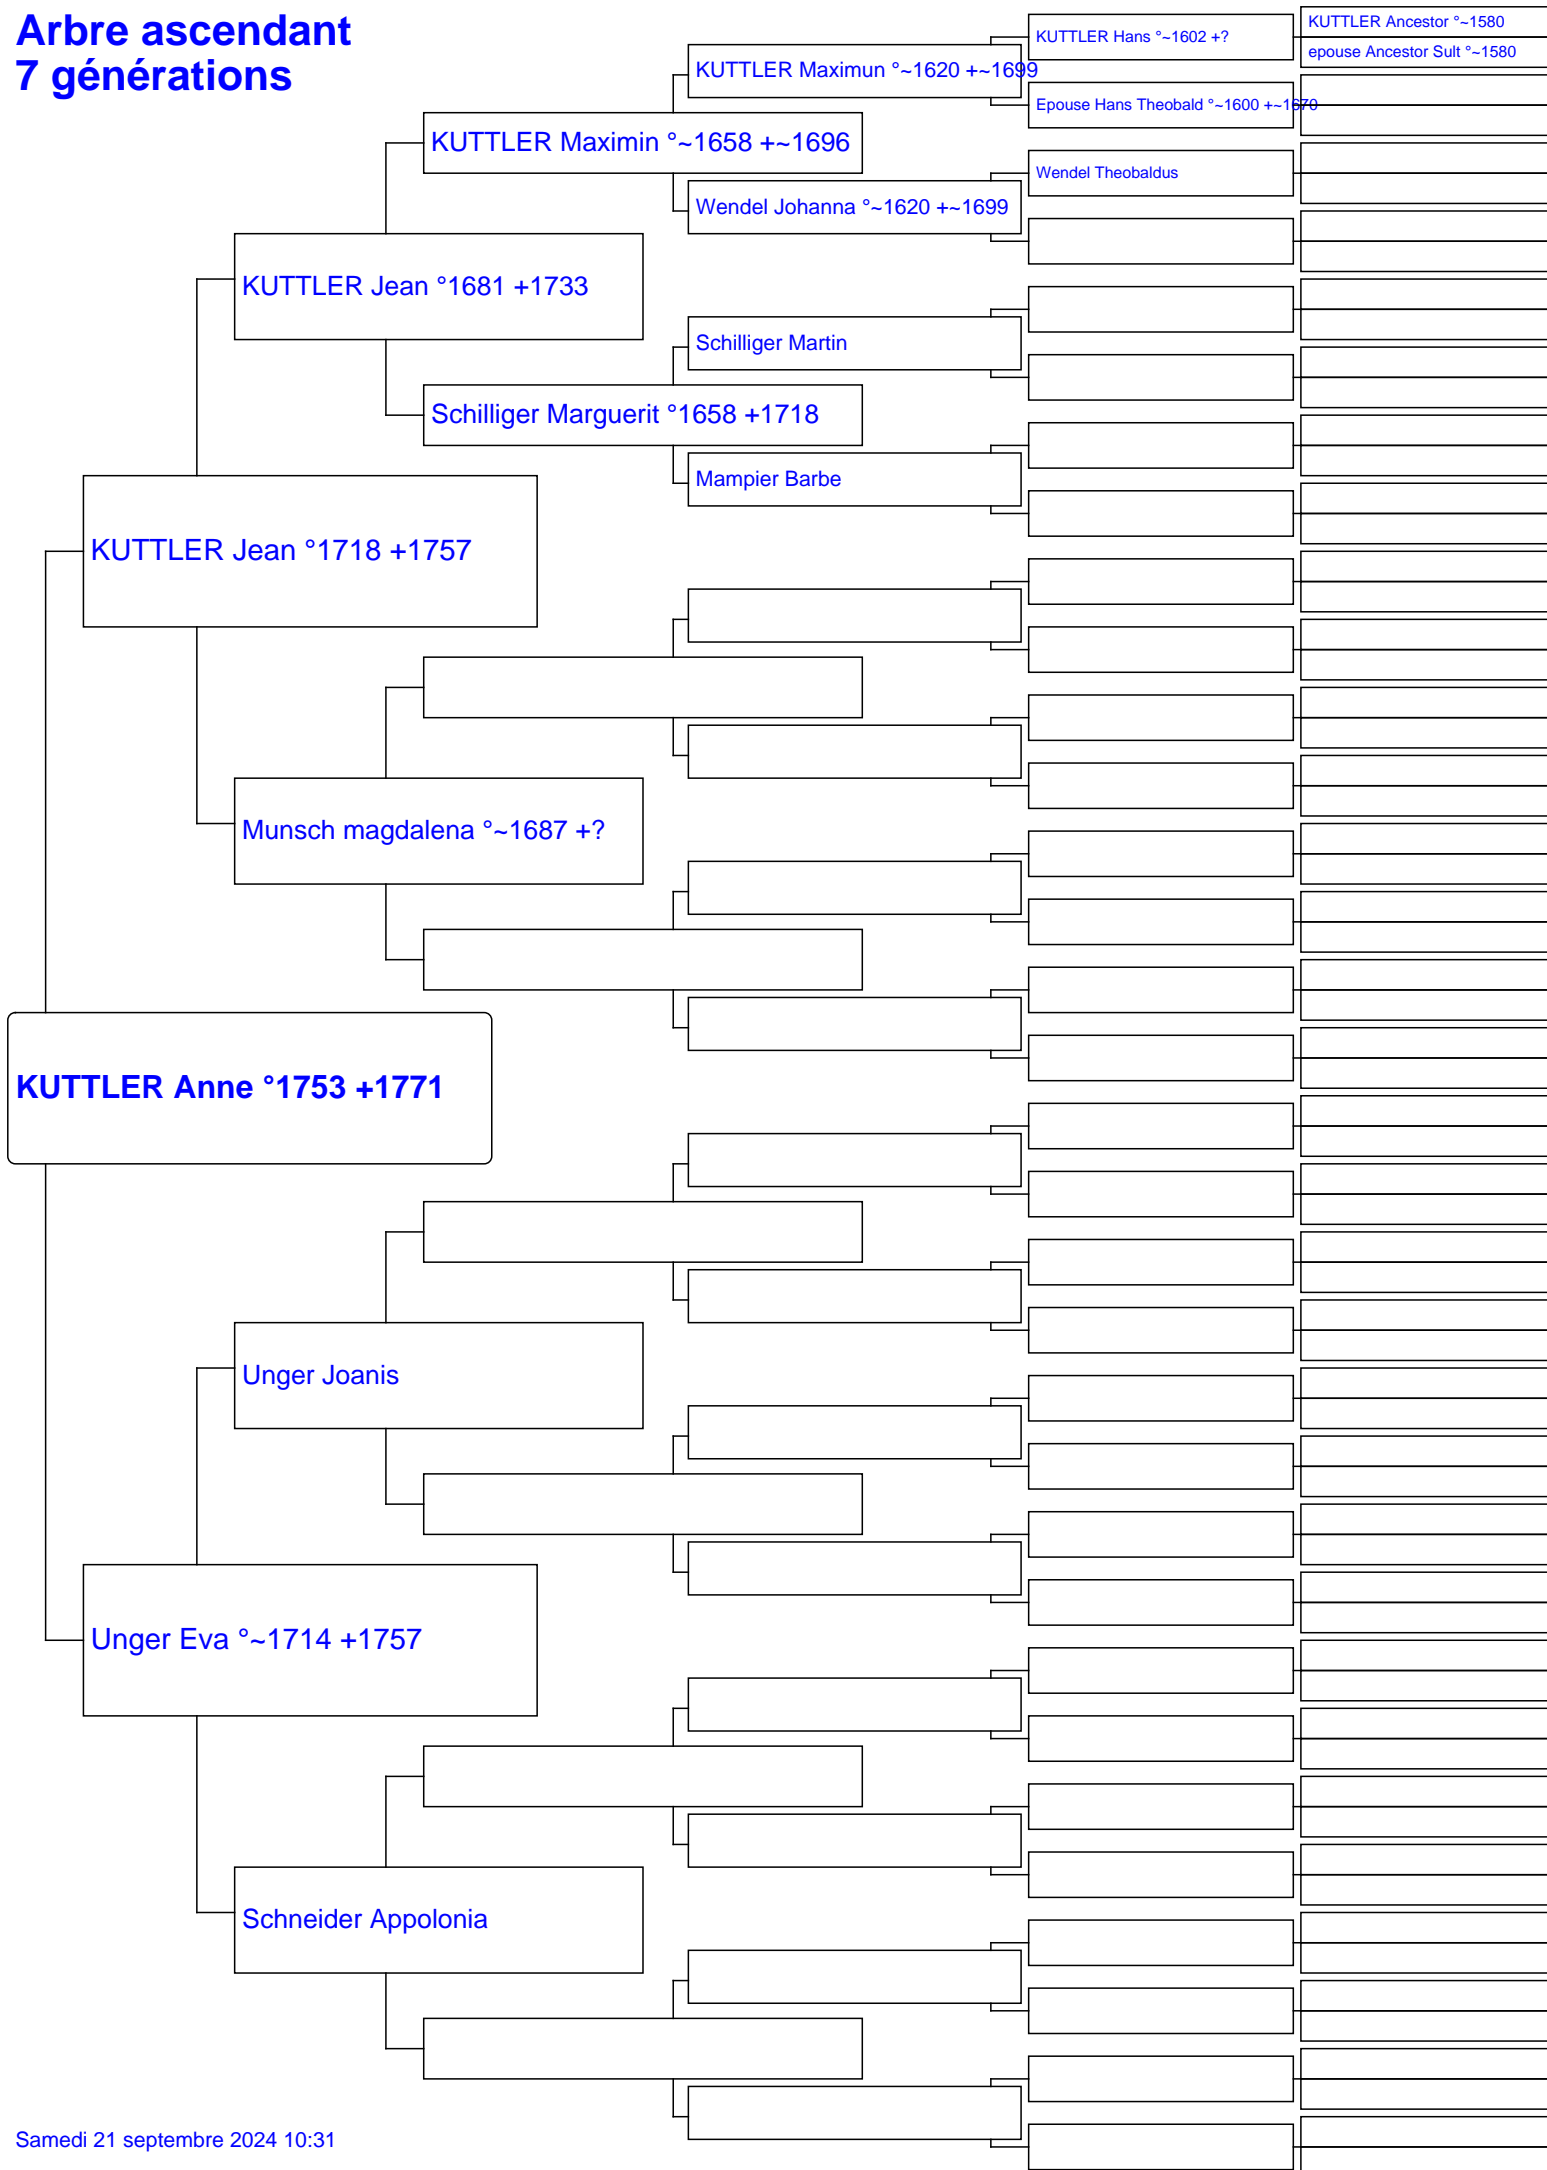 Arbre ascendant
7 générations
KUTTLER Ancestor °~1580
epouse Ancestor Sult °~1580
KUTTLER Hans °~1602 +?
KUTTLER Maximun °~1620 +~1699
Epouse Hans Theobald °~1600 +~1670
KUTTLER Maximin °~1658 +~1696
Wendel Theobaldus
Wendel Johanna °~1620 +~1699
KUTTLER Jean °1681 +1733
Schilliger Martin
Schilliger Marguerit °1658 +1718
Mampier Barbe
KUTTLER Jean °1718 +1757
Munsch magdalena °~1687 +?
KUTTLER Anne °1753 +1771
Unger Joanis
Unger Eva °~1714 +1757
Schneider Appolonia
Samedi 21 septembre 2024 10:31